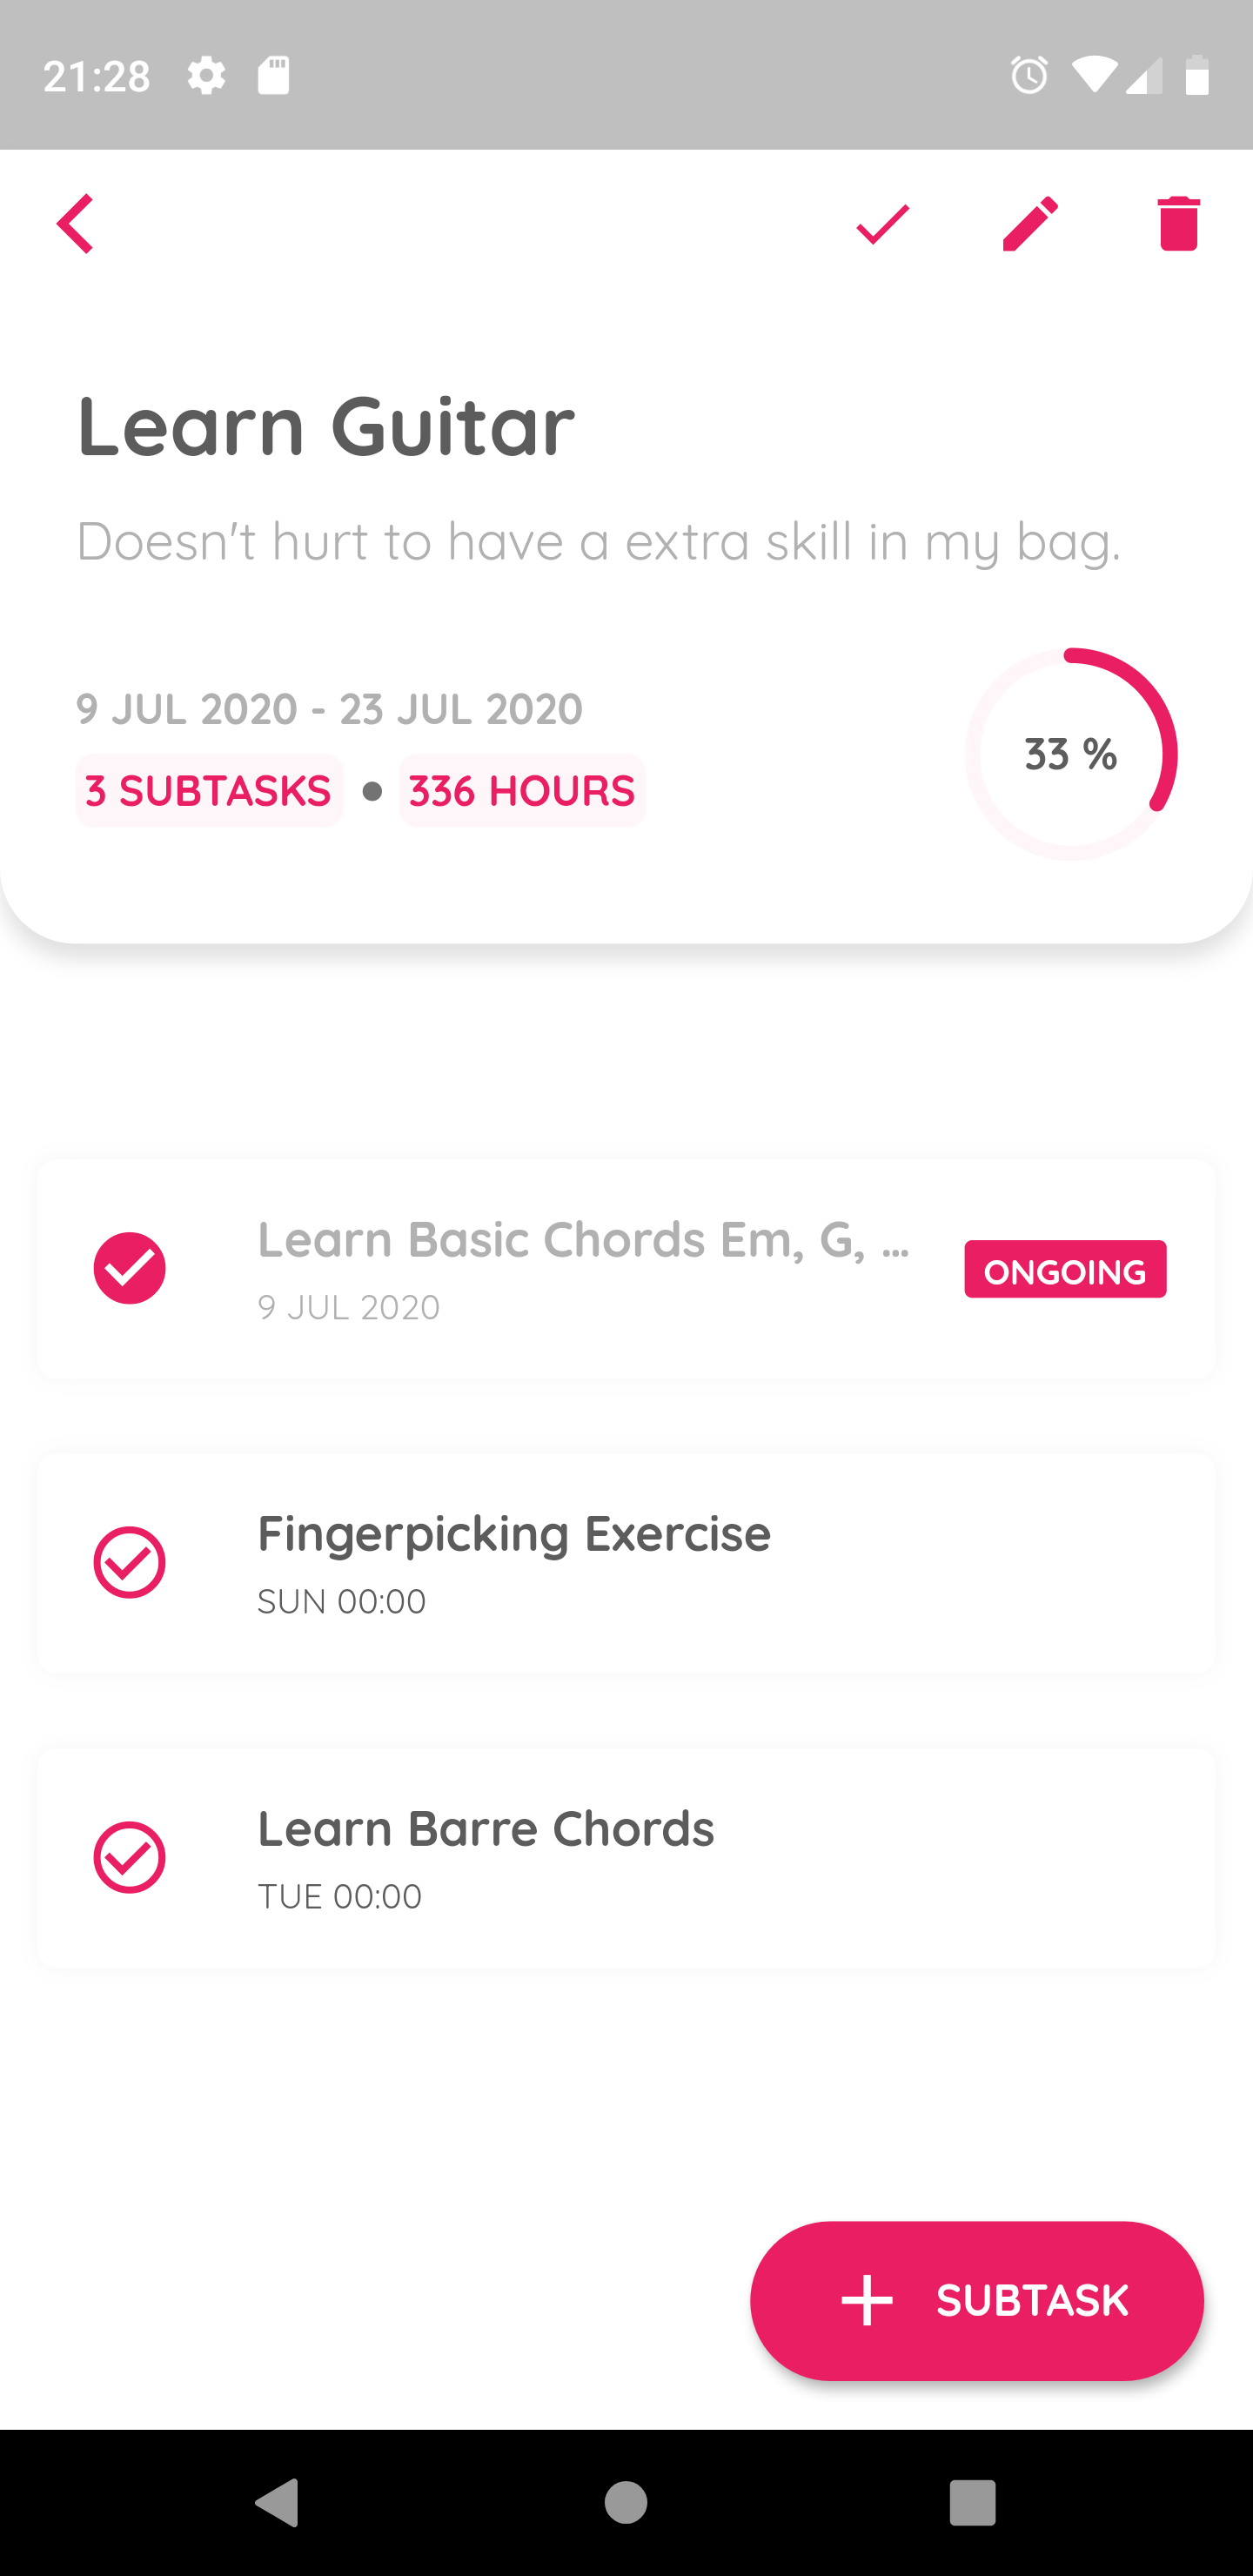 21:28
Learn Guitar
Doesn't hurt to have a extra skill in my bag.
9 JUL 2020 - 23 JUL 2020
3 SUBTASKS • 336 HOURS
33 %
Learn Basic Chords Em, G, ...
ONGOING
9 JUL 2020
Fingerpicking Exercise
SUN 00:00
Learn Barre Chords
TUE 00:00
+ SUBTASK